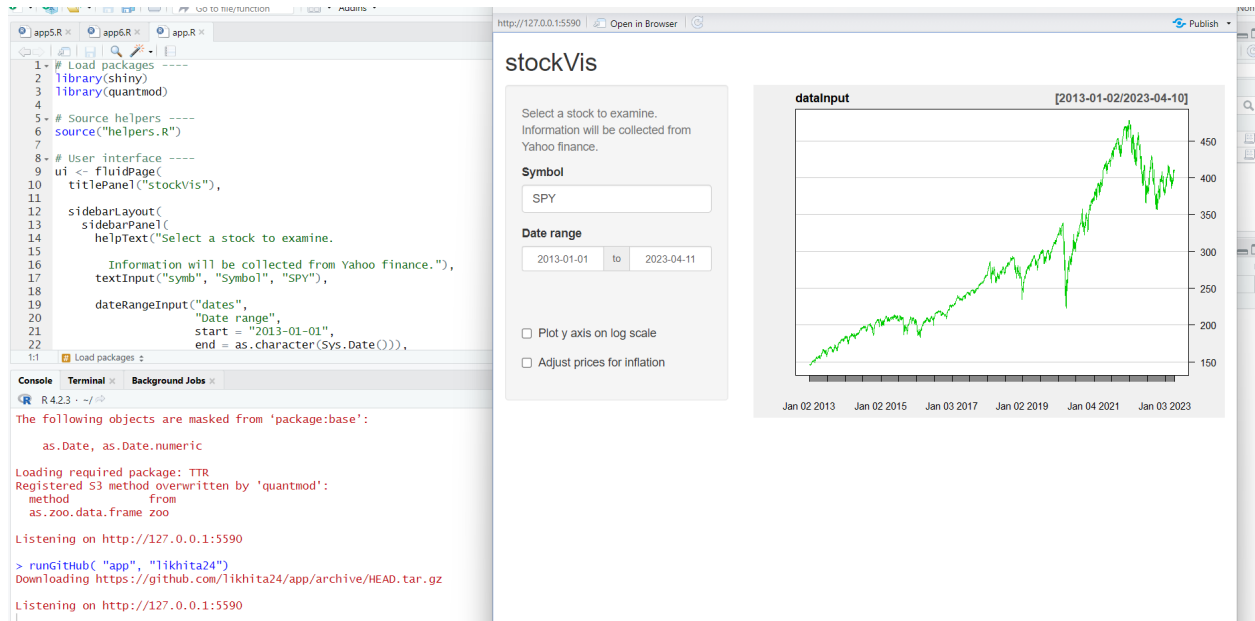 Go to file/function
Addins
app5.R
app6.R
app.R
1 # Load packages ----
2 library(shiny)
3 library(quantmod)
4
5 # Source helpers ----
6 source("helpers.R")
7
8 # User interface ----
9 ui <- fluidPage(
10 titlePanel("stockVis"),
11
12 sidebarLayout(
13 sidebarPanel(
14 helpText("Select a stock to examine.
15
16 Information will be collected from Yahoo finance."),
17 textInput("symb", "Symbol", "SPY"),
18
19 dateRangeInput("dates",
20 "Date range",
21 start = "2013-01-01",
22 end = as.character(Sys.Date())),
1:1 # Load packages
Console Terminal Background Jobs
R 4.2.3 · ~/
The following objects are masked from ‘package:base’:
as.Date, as.Date.numeric
Loading required package: TTR
Registered S3 method overwritten by 'quantmod':
method from
as.zoo.data.frame zoo
Listening on http://127.0.0.1:5590
> runGitHub( "app", "likhita24")
Downloading https://github.com/likhita24/app/archive/HEAD.tar.gz
Listening on http://127.0.0.1:5590
http://127.0.0.1:5590 Open in Browser Publish
stockVis
Select a stock to examine.
Information will be collected from
Yahoo finance.
Symbol
SPY
Date range
2013-01-01 to 2023-04-11
Plot y axis on log scale
Adjust prices for inflation
dataInput [2013-01-02/2023-04-10]
450
400
350
300
250
200
150
Jan 02 2013 Jan 02 2015 Jan 03 2017 Jan 02 2019 Jan 04 2021 Jan 03 2023